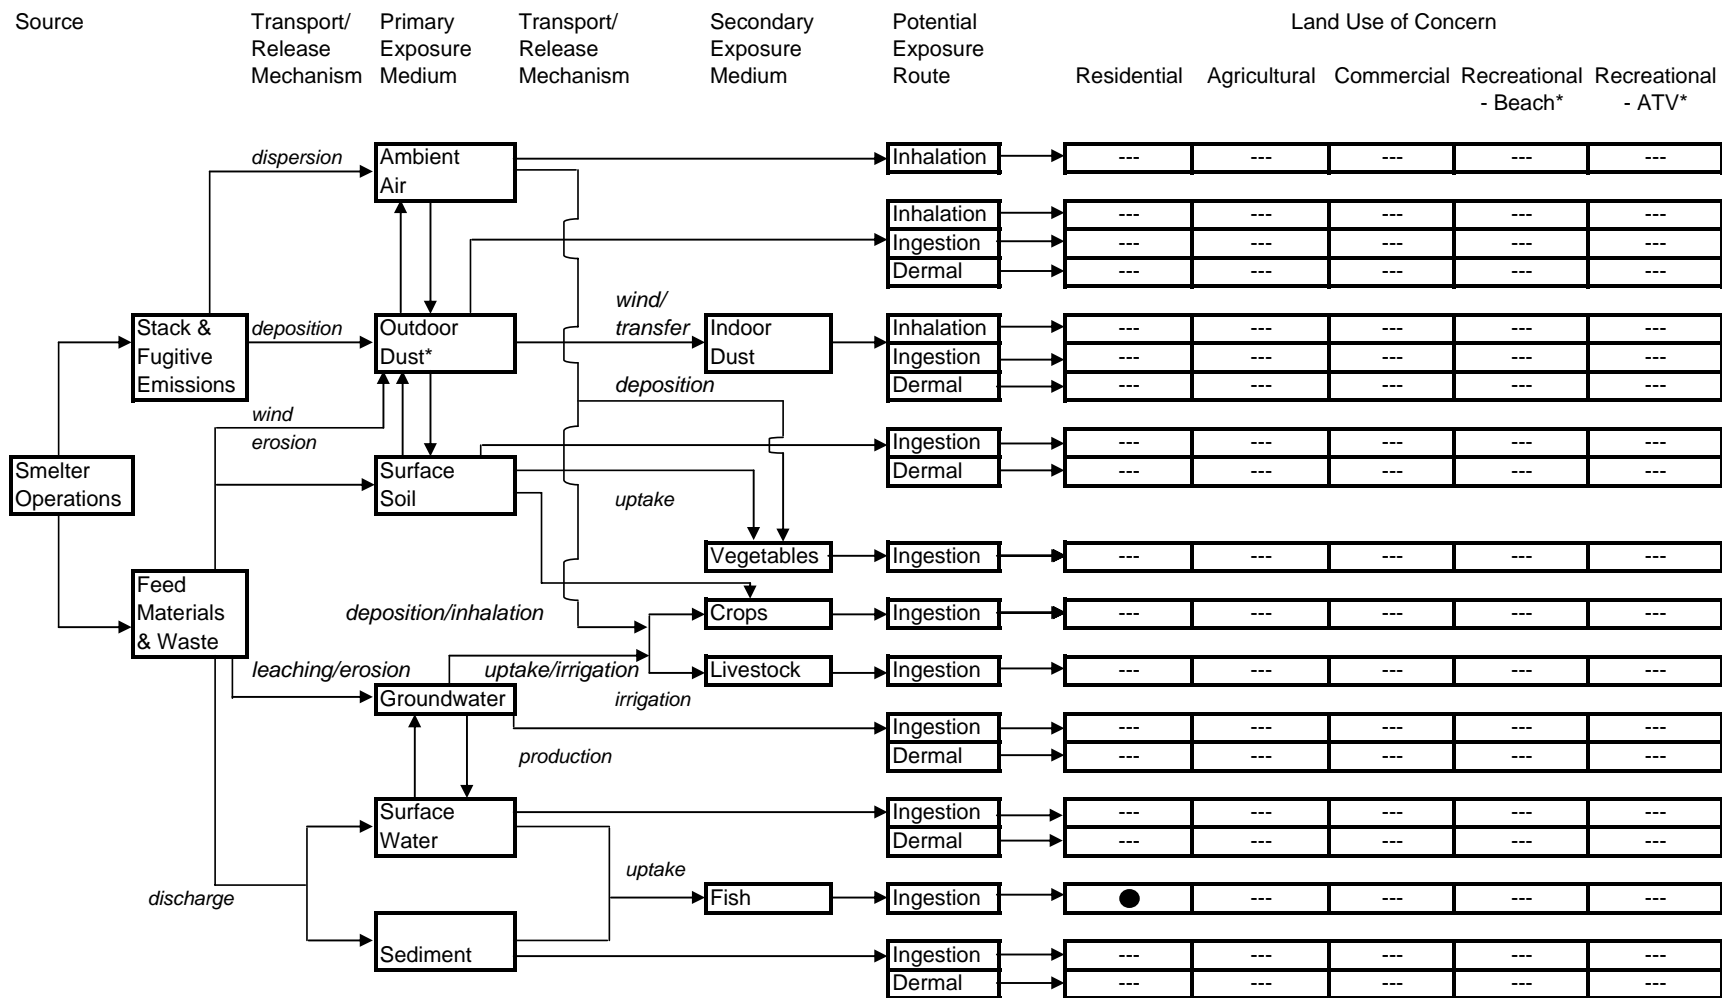 Source
Transport/
Release
Mechanism
Primary
Exposure
Medium
Transport/
Release
Mechanism
Secondary
Exposure
Medium
Potential
Exposure
Route
Land Use of Concern
Residential
Agricultural
Commercial
Recreational
- Beach*
Recreational
- ATV*
dispersion
Ambient
Air
Inhalation
--- --- --- --- ---
Inhalation
--- --- --- --- ---
Ingestion
--- --- --- --- ---
Dermal
--- --- --- --- ---
Stack &
Fugitive
Emissions
deposition
Outdoor
Dust*
wind/
transfer
Indoor
Dust
Inhalation
--- --- --- --- ---
Ingestion
--- --- --- --- ---
Dermal
--- --- --- --- ---
deposition
wind
erosion
Smelter
Operations
Surface
Soil
Ingestion
--- --- --- --- ---
Dermal
--- --- --- --- ---
uptake
Vegetables
Ingestion
--- --- --- --- ---
Feed
Materials
& Waste
deposition/inhalation
Crops
Ingestion
--- --- --- --- ---
leaching/erosion
uptake/irrigation
Livestock
Ingestion
--- --- --- --- ---
Groundwater
irrigation
Ingestion
--- --- --- --- ---
production
Dermal
--- --- --- --- ---
Surface
Water
Ingestion
--- --- --- --- ---
Dermal
--- --- --- --- ---
uptake
discharge
Fish
Ingestion
● --- --- --- ---
Sediment
Ingestion
--- --- --- --- ---
Dermal
--- --- --- --- ---